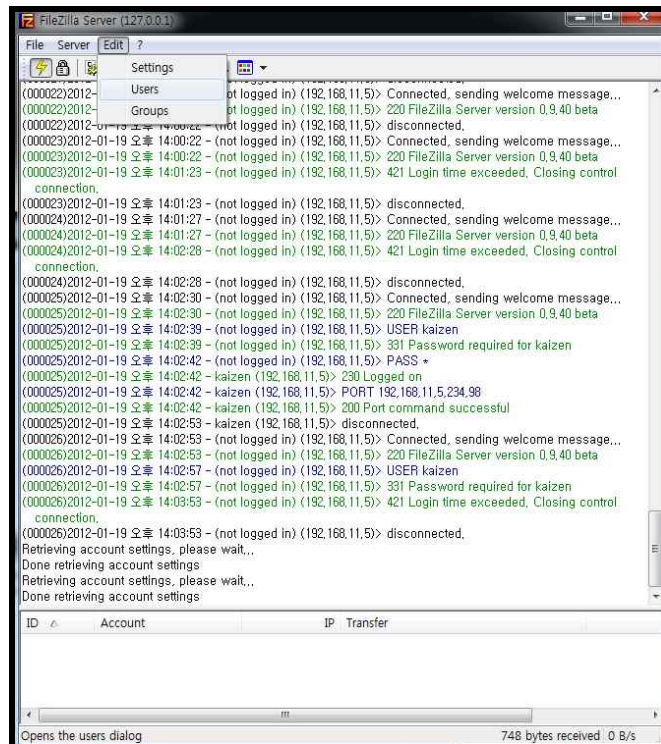 FileZilla Server (127.0.0.1)
File Server Edit ?
Settings
Users
Groups
(not logged in) (192,168,11,5)> Connected, sending welcome message,,,
(000022)2012- (not logged in) (192,168,11,5)> 220 FileZilla Server version 0,9,40 beta
(000022)2012-01-19 오후 14:00:22 - (not logged in) (192,168,11,5)> disconnected,
(000023)2012-01-19 오후 14:00:22 - (not logged in) (192,168,11,5)> Connected, sending welcome message,,,
(000023)2012-01-19 오후 14:00:22 - (not logged in) (192,168,11,5)> 220 FileZilla Server version 0,9,40 beta
(000023)2012-01-19 오후 14:01:23 - (not logged in) (192,168,11,5)> 421 Login time exceeded, Closing control
connection,
(000023)2012-01-19 오후 14:01:23 - (not logged in) (192,168,11,5)> disconnected,
(000024)2012-01-19 오후 14:01:27 - (not logged in) (192,168,11,5)> Connected, sending welcome message,,,
(000024)2012-01-19 오후 14:01:27 - (not logged in) (192,168,11,5)> 220 FileZilla Server version 0,9,40 beta
(000024)2012-01-19 오후 14:02:28 - (not logged in) (192,168,11,5)> 421 Login time exceeded, Closing control
connection,
(000024)2012-01-19 오후 14:02:28 - (not logged in) (192,168,11,5)> disconnected,
(000025)2012-01-19 오후 14:02:30 - (not logged in) (192,168,11,5)> Connected, sending welcome message,,,
(000025)2012-01-19 오후 14:02:30 - (not logged in) (192,168,11,5)> 220 FileZilla Server version 0,9,40 beta
(000025)2012-01-19 오후 14:02:39 - (not logged in) (192,168,11,5)> USER kaizen
(000025)2012-01-19 오후 14:02:39 - (not logged in) (192,168,11,5)> 331 Password required for kaizen
(000025)2012-01-19 오후 14:02:42 - (not logged in) (192,168,11,5)> PASS *
(000025)2012-01-19 오후 14:02:42 - kaizen (192,168,11,5)> 230 Logged on
(000025)2012-01-19 오후 14:02:42 - kaizen (192,168,11,5)> PORT 192,168,11,5,234,98
(000025)2012-01-19 오후 14:02:42 - kaizen (192,168,11,5)> 200 Port command successful
(000025)2012-01-19 오후 14:02:53 - kaizen (192,168,11,5)> disconnected,
(000026)2012-01-19 오후 14:02:53 - (not logged in) (192,168,11,5)> Connected, sending welcome message,,,
(000026)2012-01-19 오후 14:02:53 - (not logged in) (192,168,11,5)> 220 FileZilla Server version 0,9,40 beta
(000026)2012-01-19 오후 14:02:57 - (not logged in) (192,168,11,5)> USER kaizen
(000026)2012-01-19 오후 14:02:57 - (not logged in) (192,168,11,5)> 331 Password required for kaizen
(000026)2012-01-19 오후 14:03:53 - (not logged in) (192,168,11,5)> 421 Login time exceeded, Closing control
connection,
(000026)2012-01-19 오후 14:03:53 - (not logged in) (192,168,11,5)> disconnected,
Retrieving account settings, please wait,,,
Done retrieving account settings
Retrieving account settings, please wait,,,
Done retrieving account settings
ID Account IP Transfer
Opens the users dialog 748 bytes received 0 B/s